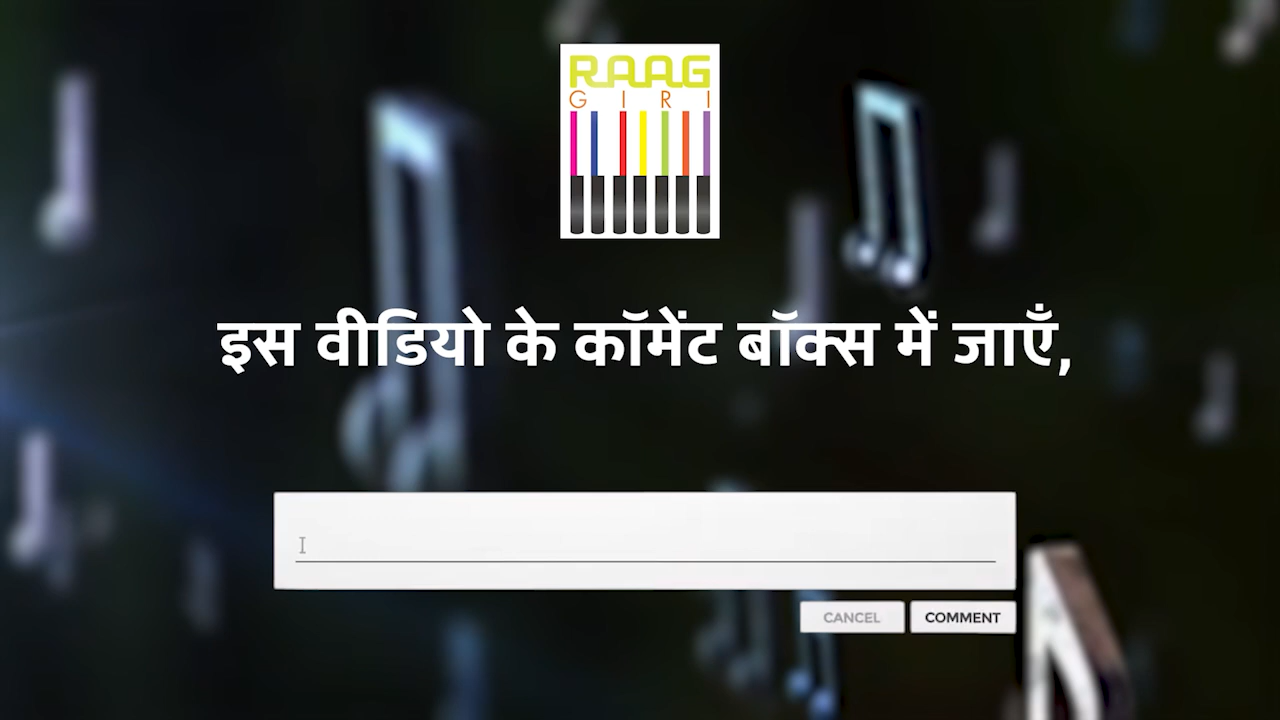 RAAG
GIRI
इस वीडियो के कॉमेंट बॉक्स में जाएँ,
CANCEL COMMENT